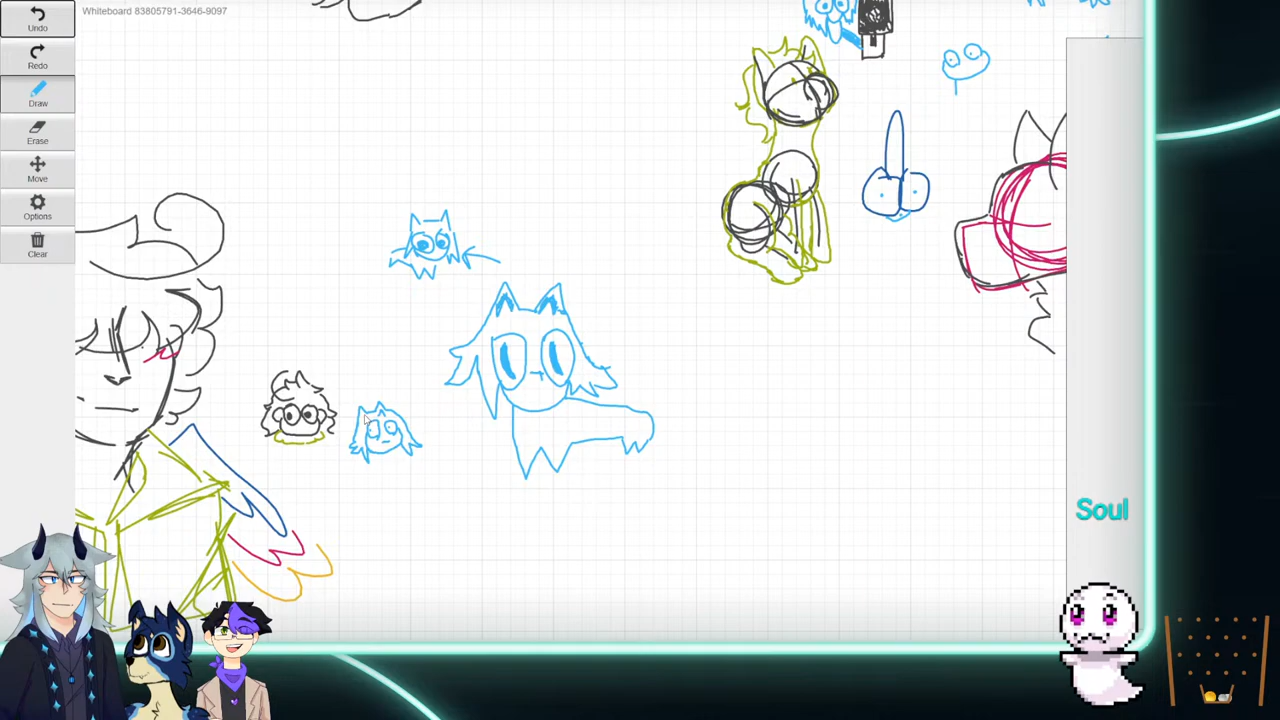 Undo
Whiteboard 83805791-3646-9097
Redo
Draw
Erase
Move
Options
Clear
Soul